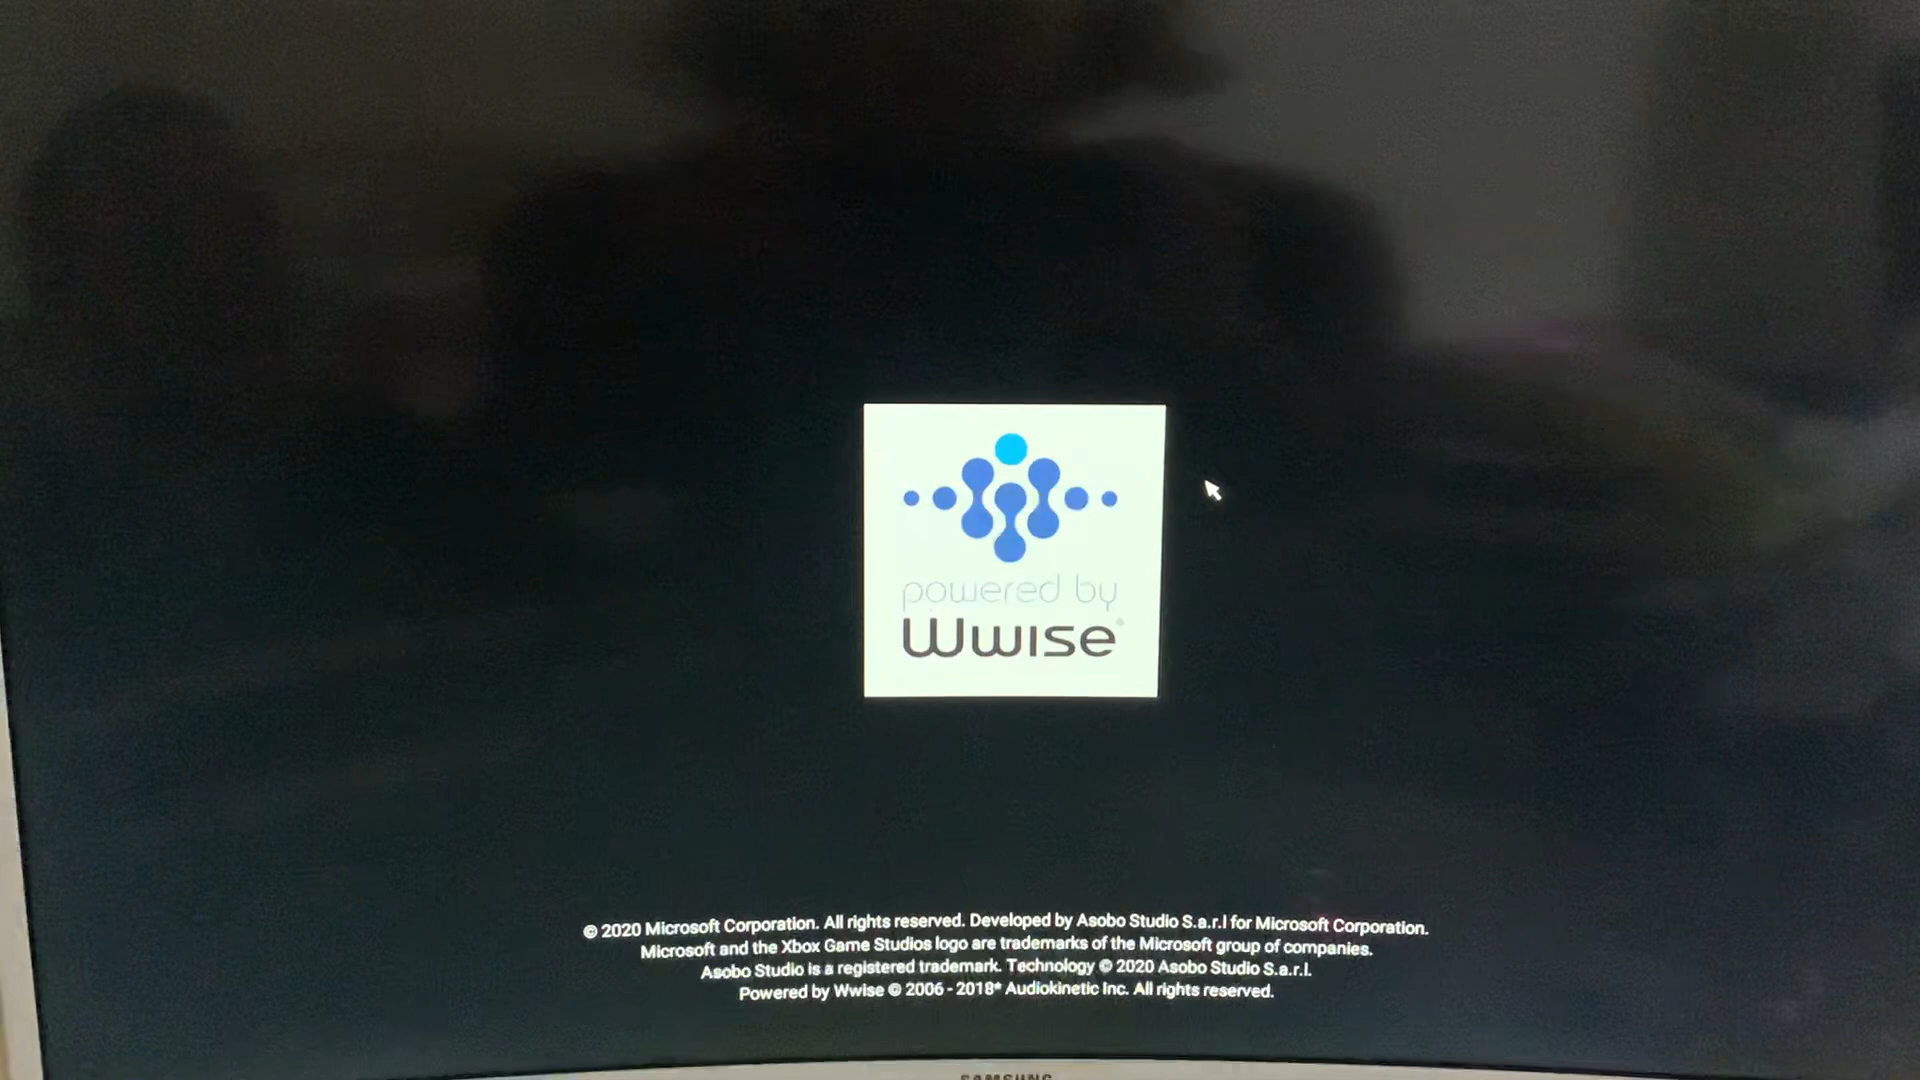 powered by
Wwise®
© 2020 Microsoft Corporation. All rights reserved. Developed by Asobo Studio S.a.r.l for Microsoft Corporation.
Microsoft and the Xbox Game Studios logo are trademarks of the Microsoft group of companies.
Asobo Studio is a registered trademark. Technology © 2020 Asobo Studio S.a.r.l.
Powered by Wwise © 2006 - 2018* Audiokinetic Inc. All rights reserved.
SAMSUNG